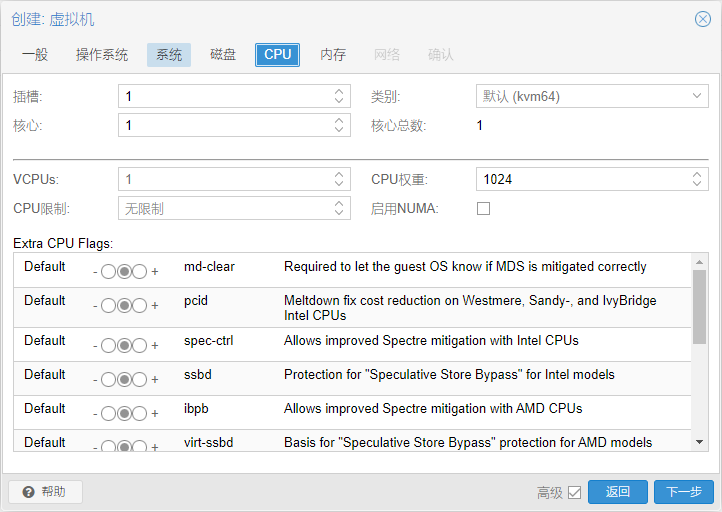 创建: 虚拟机
一般 操作系统 系统 磁盘 CPU 内存 网络 确认
插槽: 1 类别: 默认 (kvm64)
核心: 1 核心总数: 1
VCPUs: 1 CPU权重: 1024
CPU限制: 无限制 启用NUMA:
Extra CPU Flags:
Default - + md-clear Required to let the guest OS know if MDS is mitigated correctly
Default - + pcid Meltdown fix cost reduction on Westmere, Sandy-, and IvyBridge
Intel CPUs
Default - + spec-ctrl Allows improved Spectre mitigation with Intel CPUs
Default - + ssbd Protection for "Speculative Store Bypass" for Intel models
Default - + ibpb Allows improved Spectre mitigation with AMD CPUs
Default - + virt-ssbd Basis for "Speculative Store Bypass" protection for AMD models
? 帮助 高级 返回 下一步